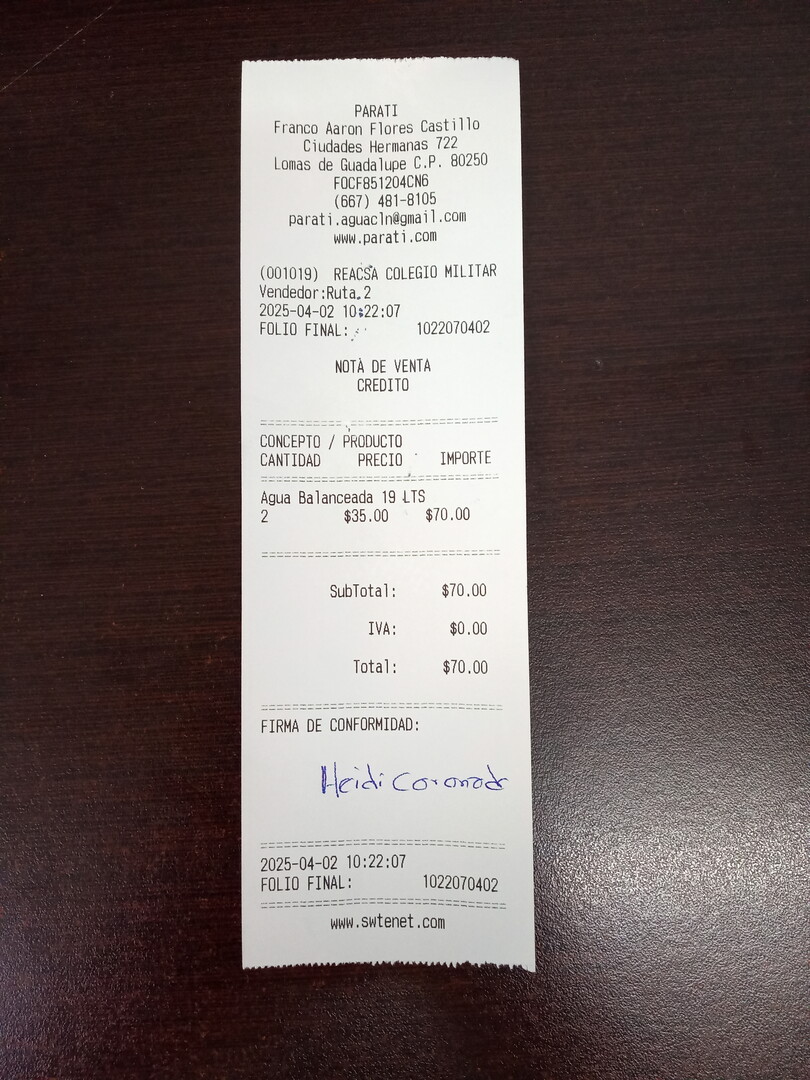 PARATI
Franco Aaron Flores Castillo
Ciudades Hermanas 722
Lomas de Guadalupe C.P. 80250
FOCF851204CN6
(667) 481-8105
parati.aguacln@gmail.com
www.parati.com
(001019) REACSA COLEGIO MILITAR
Vendedor:Ruta 2
2025-04-02 10:22:07
FOLIO FINAL: 1022070402
NOTA DE VENTA
CREDITO
CONCEPTO / PRODUCTO
CANTIDAD PRECIO IMPORTE
Agua Balanceada 19 LTS
2 $35.00 $70.00
SubTotal: $70.00
IVA: $0.00
Total: $70.00
FIRMA DE CONFORMIDAD:
Heidi Coronado
2025-04-02 10:22:07
FOLIO FINAL: 1022070402
www.swtenet.com